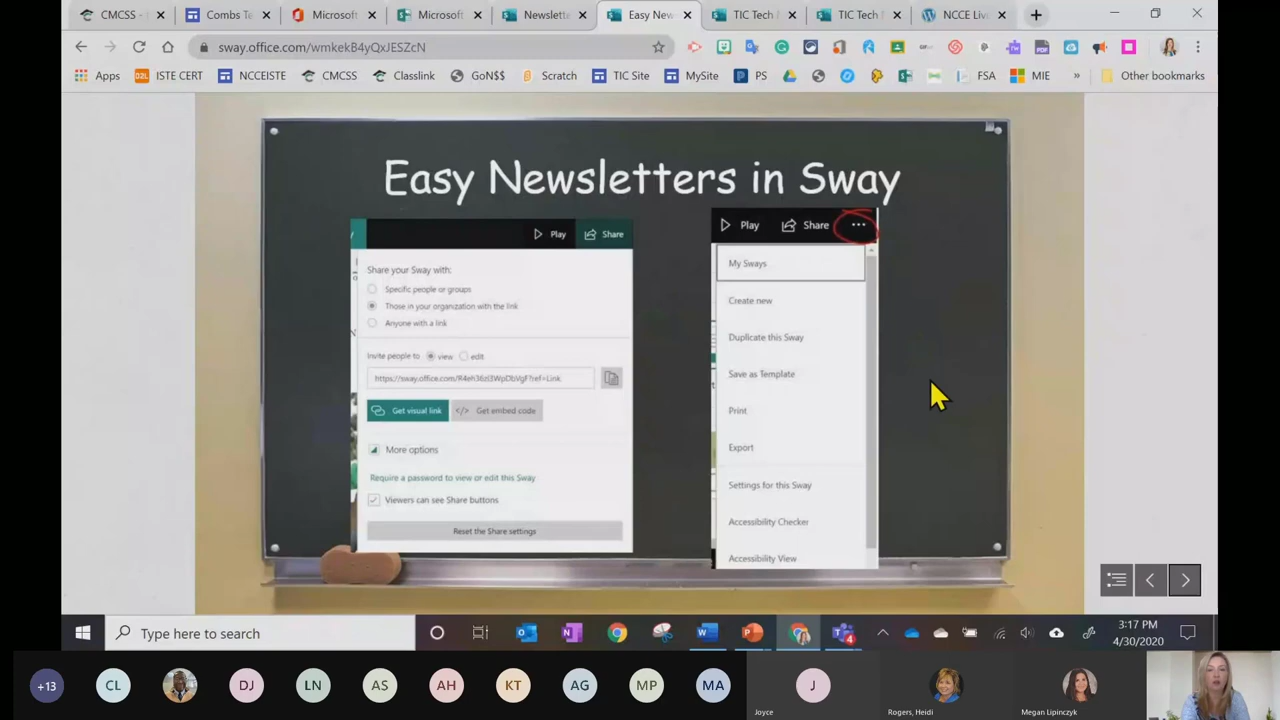 CMCSS -
Combs Te
Microsoft
Microsoft
Newslette
Easy New
TIC Tech
TIC Tech
NCCE Liv
sway.office.com/wmkekB4yQxJESZcN
Apps
D2L
ISTE CERT
NCCEISTE
CMCSS
Classlink
GoN$$
Scratch
TIC Site
MySite
PS
FSA
MIE
»
Other bookmarks
Easy Newsletters in Sway
Play
Share
Share your Sway with:
Specific people or groups
Those in your organization with the link
Anyone with a link
Invite people to
view
edit
Get visual link
</> Get embed code
More options
Require a password to view or edit this Sway
Viewers can see Share buttons
Reset the Share settings
Play
Share
...
My Sways
Create new
Duplicate this Sway
Save as Template
Print
Export
Settings for this Sway
Accessibility Checker
Accessibility View
Type here to search
3:17 PM
4/30/2020
+13
CL
DJ
LN
AS
AH
KT
AG
MP
MA
J
Joyce
Rogers, Heidi
Megan Lipinczyk